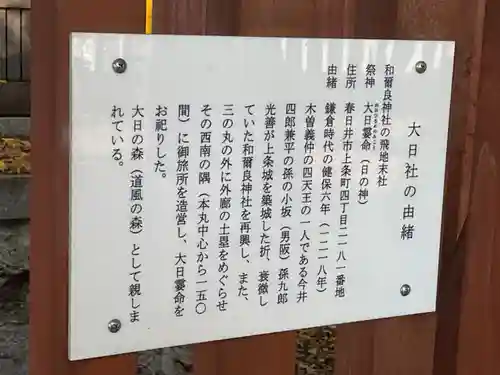 大日社の由緒
和爾良神社の飛地末社
祭神 大日孁命(日の神)
住所 春日井市上条町四丁目二一八一番地
由緒 鎌倉時代の健保六年(一二一八年)
木曽義仲の四天王の一人である今井
四郎兼平の孫の小坂(男阪)孫九郎
光善が上条城を築城した折、衰微し
ていた和爾良神社を再興し、また、
三の丸の外に外廊の土塁をめぐらせ
その西南の隅(本丸中心から一五〇
間)に御旅所を造営し、大日孁命を
お祀りした。
大日の森(道風の森)として親しま
れている。